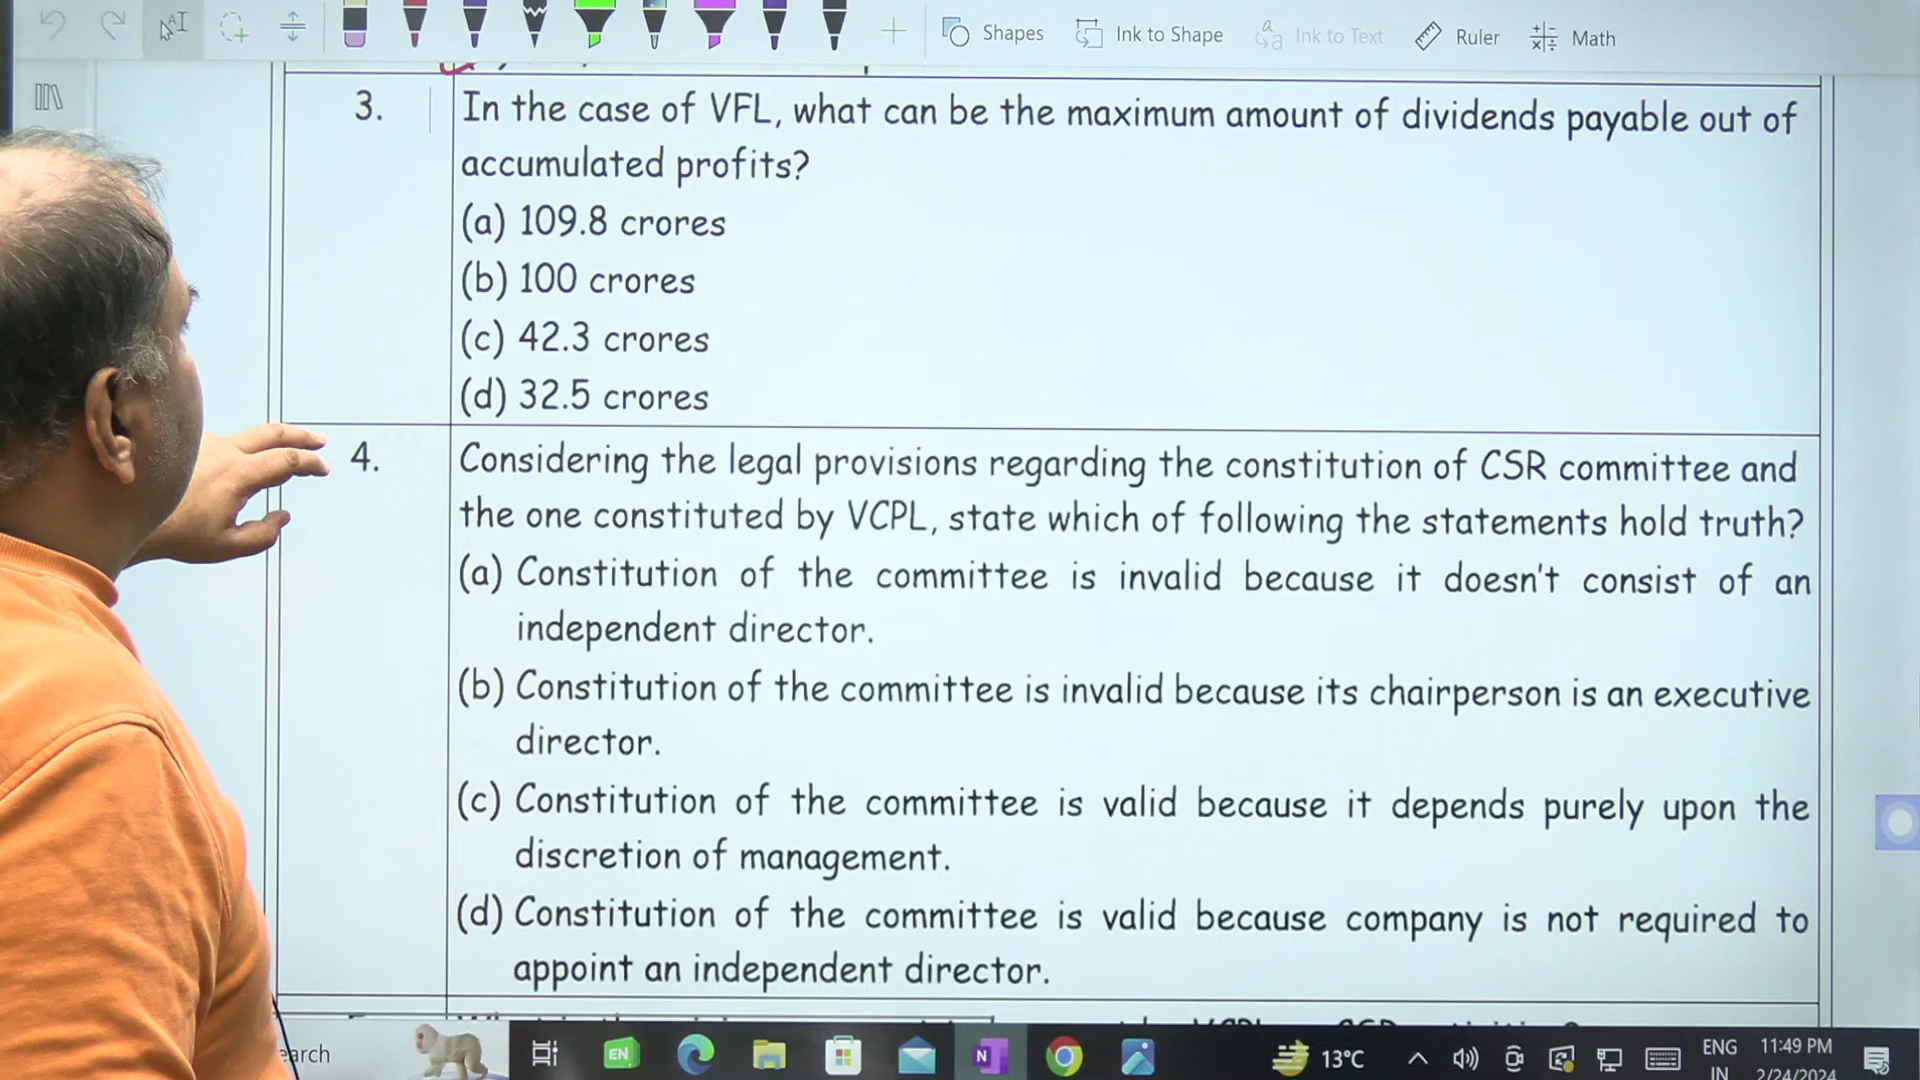 Shapes Ink to Shape Ink to Text Ruler Math
3. In the case of VFL, what can be the maximum amount of dividends payable out of
accumulated profits?
(a) 109.8 crores
(b) 100 crores
(c) 42.3 crores
(d) 32.5 crores
4. Considering the legal provisions regarding the constitution of CSR committee and
the one constituted by VCPL, state which of following the statements hold truth?
(a) Constitution of the committee is invalid because it doesn't consist of an
independent director.
(b) Constitution of the committee is invalid because its chairperson is an executive
director.
(c) Constitution of the committee is valid because it depends purely upon the
discretion of management.
(d) Constitution of the committee is valid because company is not required to
appoint an independent director.
earch EN N 13°C ENG 11:49 PM
IN 2/24/2024